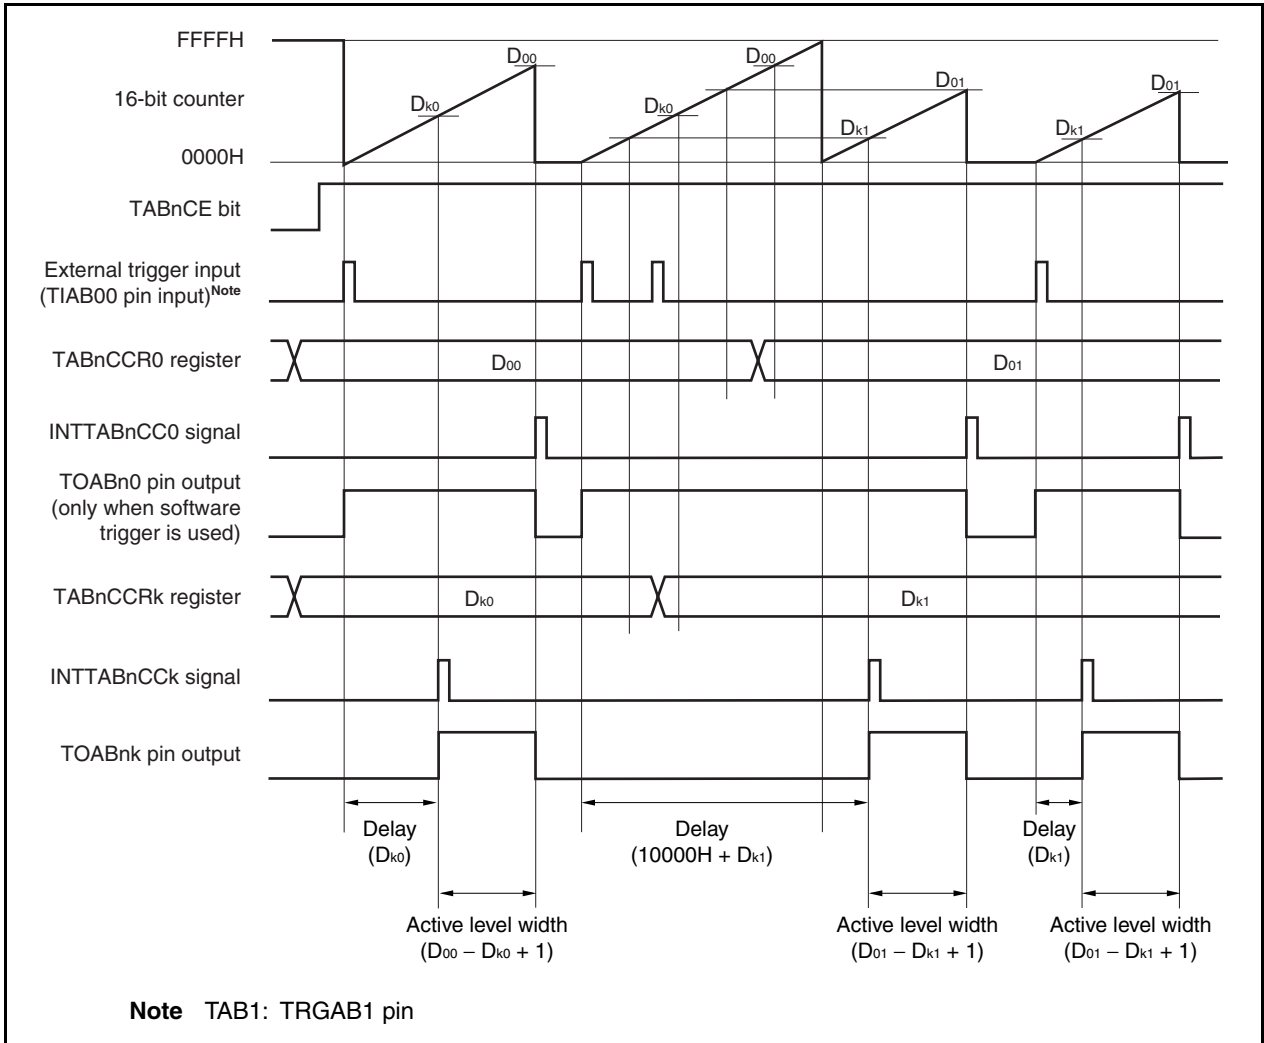 FFFFH
D00
D00
D01
D01
16-bit counter
Dk0
Dk0
Dk1
Dk1
0000H
TABnCE bit
External trigger input
(TIAB00 pin input)Note
TABnCCR0 register
D00
D01
INTTABnCC0 signal
TOABn0 pin output
(only when software
trigger is used)
TABnCCRk register
Dk0
Dk1
INTTABnCCk signal
TOABnk pin output
Delay
(Dk0)
Delay
(10000H + Dk1)
Delay
(Dk1)
Active level width
(D00 − Dk0 + 1)
Active level width
(D01 − Dk1 + 1)
Active level width
(D01 − Dk1 + 1)
Note TAB1: TRGAB1 pin